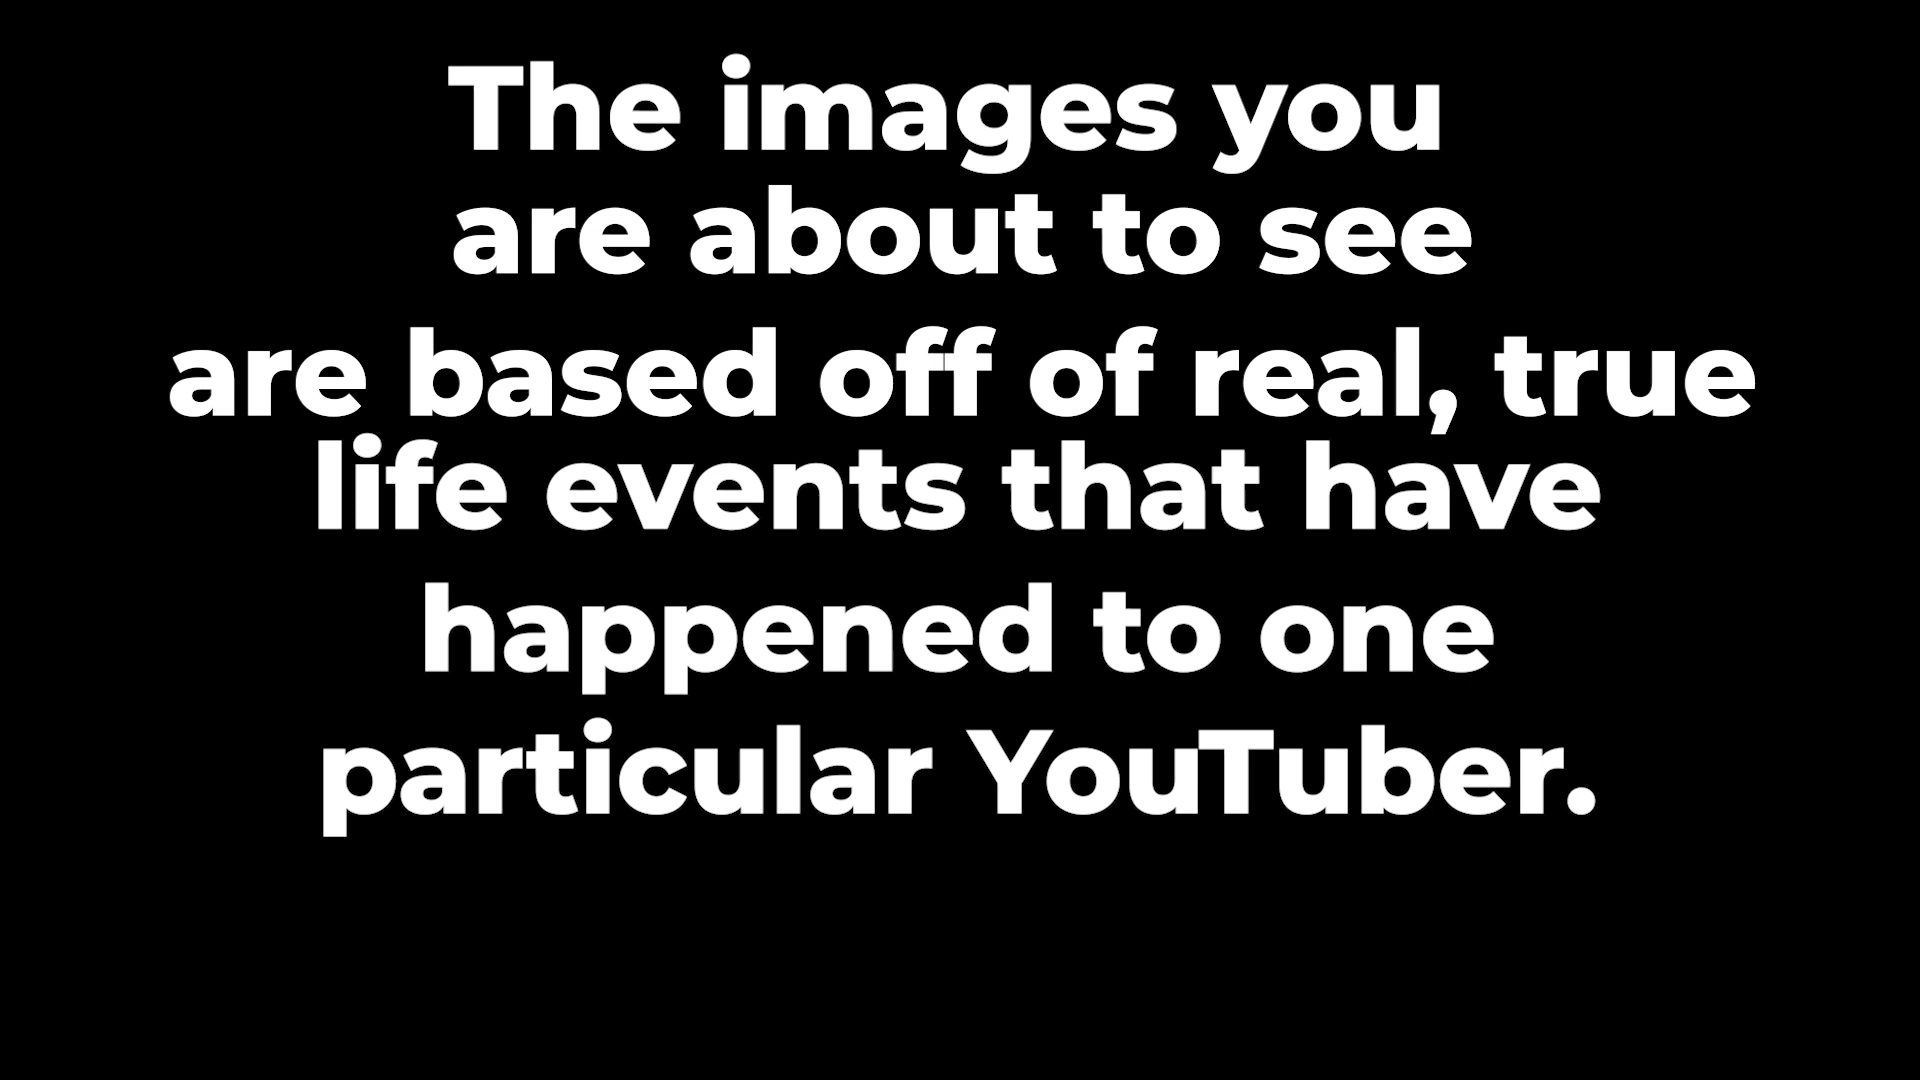 The images you
are about to see
are based off of real, true
life events that have
happened to one
particular YouTuber.